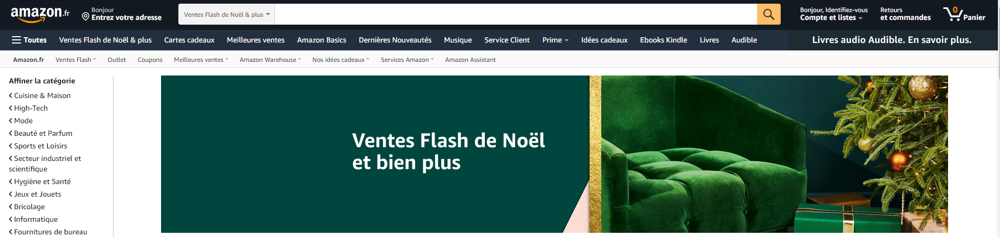 amazon.fr
Bonjour
Entrez votre adresse
Ventes Flash de Noël & plus
Bonjour, Identifiez-vous
Compte et listes
Retours
et commandes
0
Panier
Toutes
Ventes Flash de Noël & plus
Cartes cadeaux
Meilleures ventes
Amazon Basics
Dernières Nouveautés
Musique
Service Client
Prime
Idées cadeaux
Ebooks Kindle
Livres
Audible
Livres audio Audible. En savoir plus.
Amazon.fr
Ventes Flash
Outlet
Coupons
Meilleures ventes
Amazon Warehouse
Nos idées cadeaux
Services Amazon
Amazon Assistant
Affiner la catégorie
Cuisine & Maison
High-Tech
Mode
Beauté et Parfum
Sports et Loisirs
Secteur industriel et
scientifique
Hygiène et Santé
Jeux et Jouets
Bricolage
Informatique
Fournitures de bureau
Ventes Flash de Noël
et bien plus